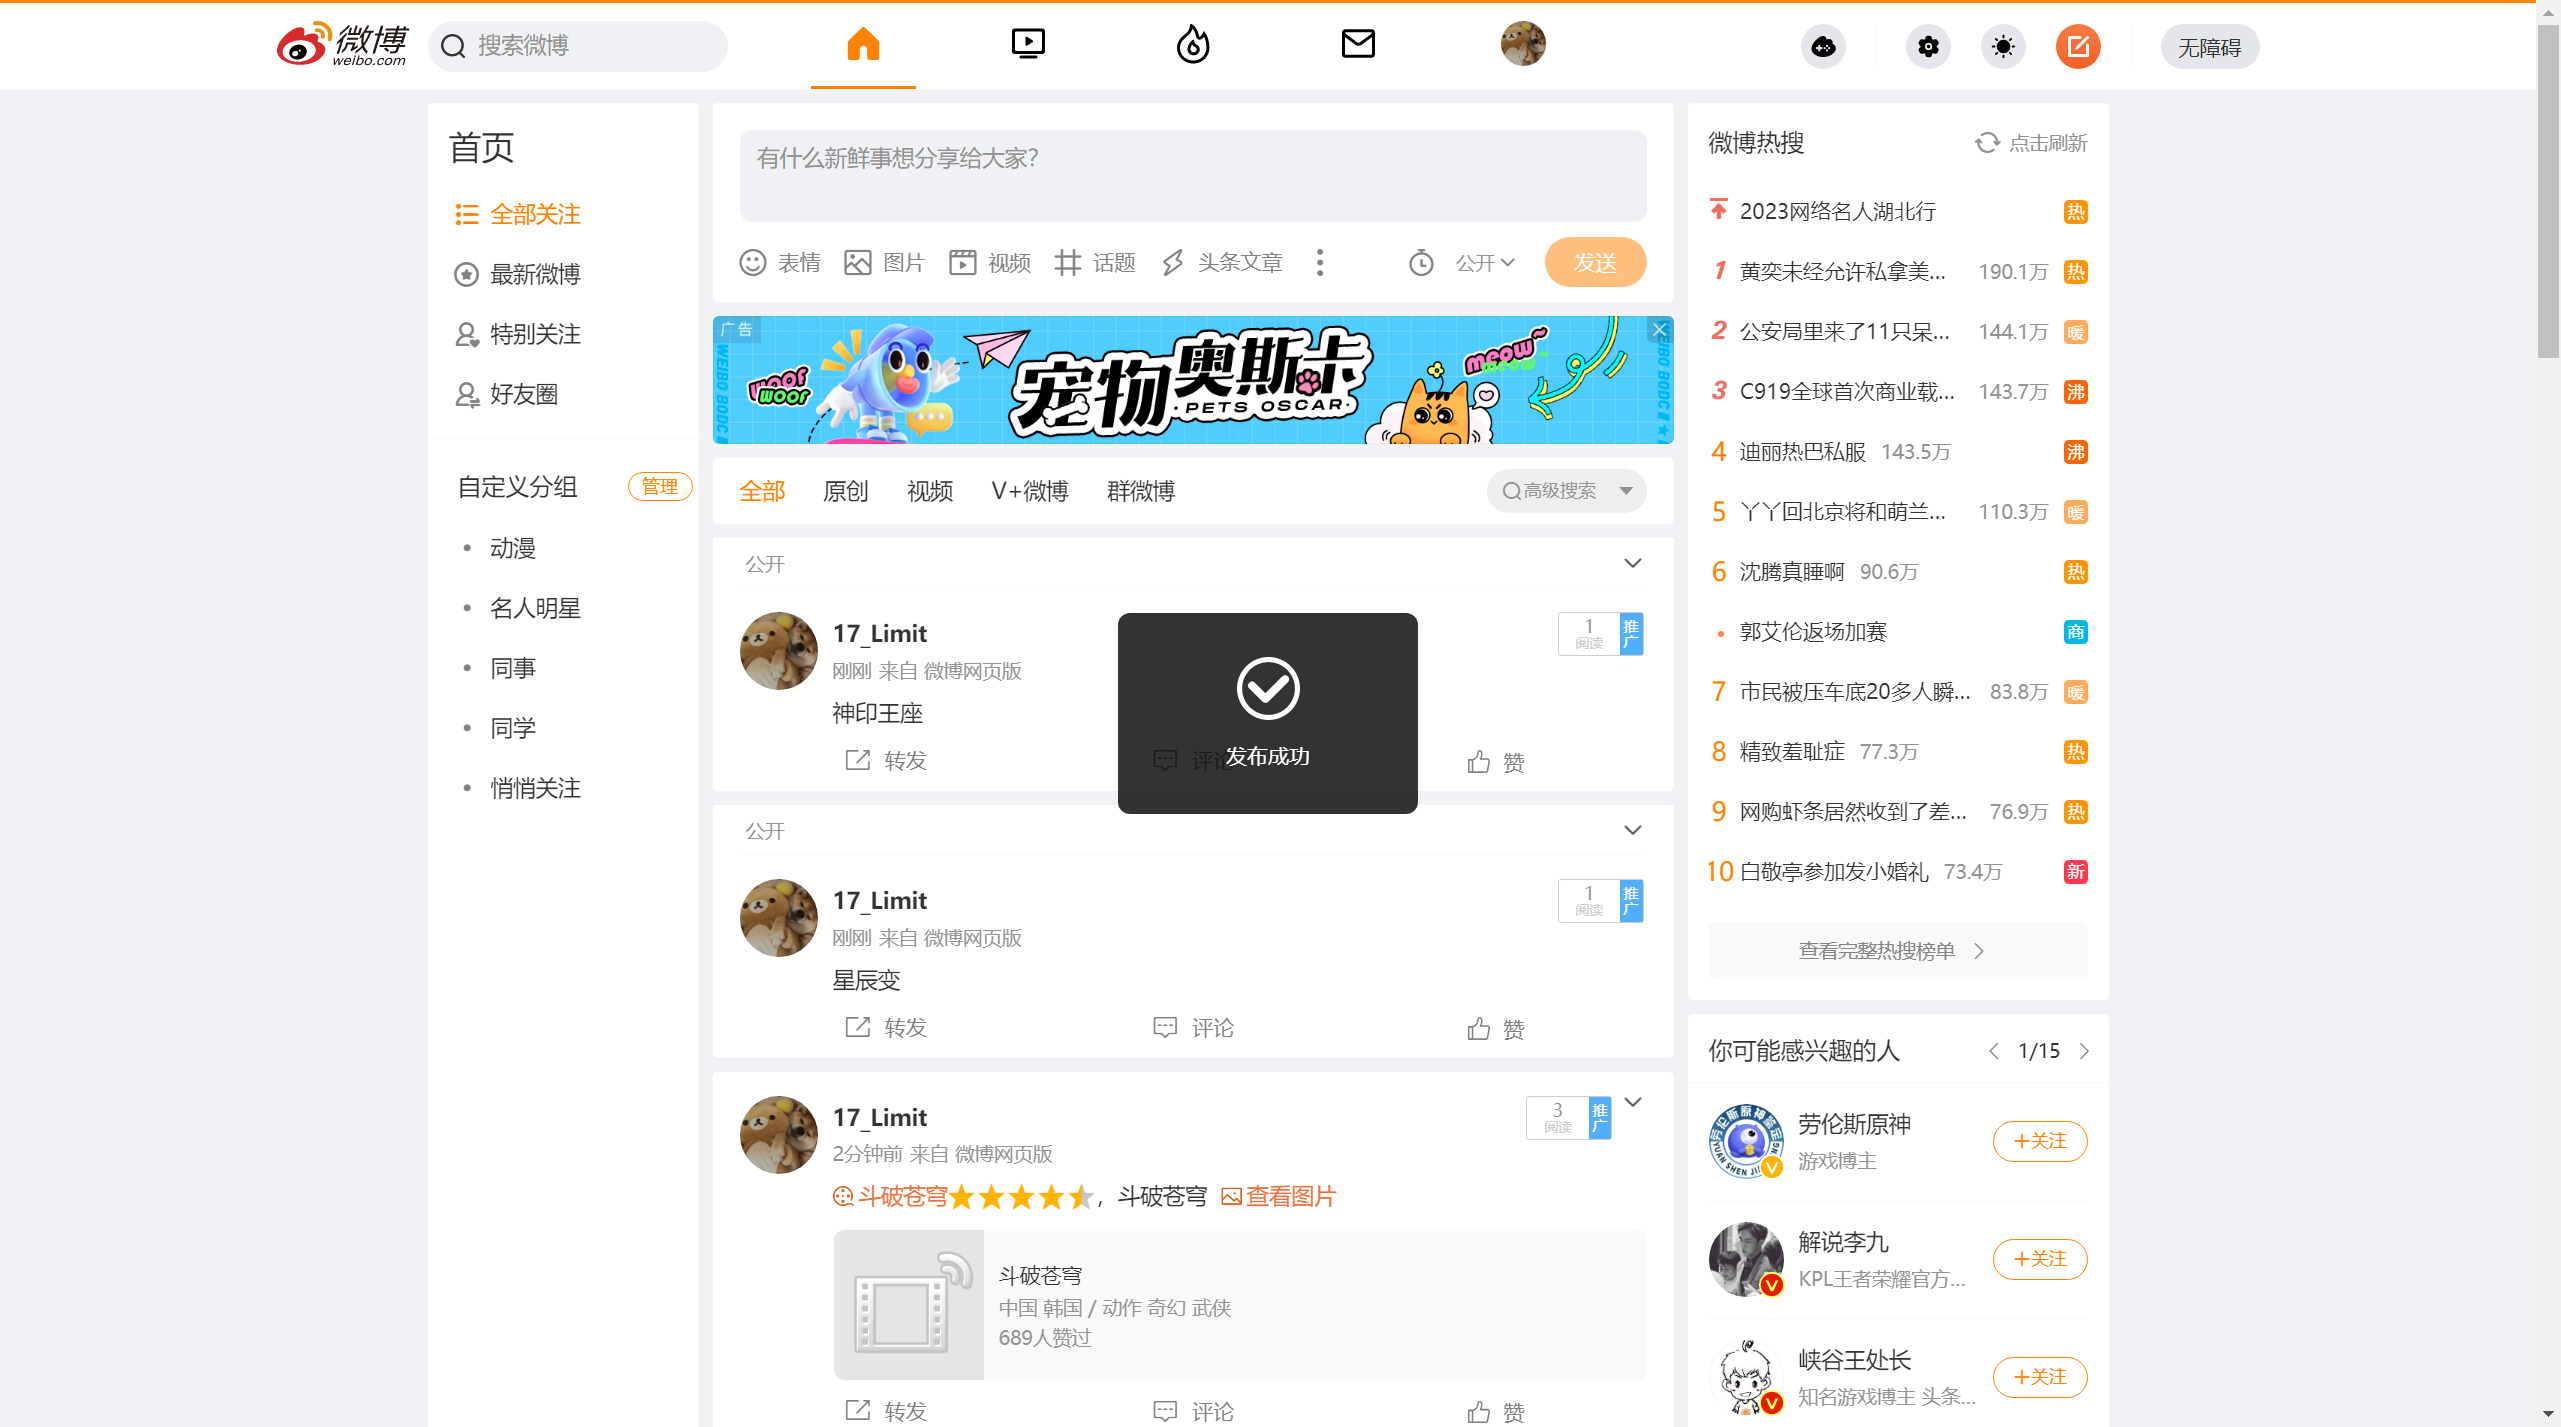 微博
weibo.com
搜索微博
无障碍
首页
全部关注
最新微博
特别关注
好友圈
自定义分组
管理
动漫
名人明星
同事
同学
悄悄关注
有什么新鲜事想分享给大家?
表情
图片
视频
话题
头条文章
公开
发送
广告
WEIBO BODC
woof
woof
宠物奥斯卡
·PETS OSCAR·
meow~
meow~
全部
原创
视频
V+微博
群微博
高级搜索
公开
17_Limit
1
阅读
推广
刚刚 来自 微博网页版
神印王座
转发
评论
赞
发布成功
公开
17_Limit
1
阅读
推广
刚刚 来自 微博网页版
星辰变
转发
评论
赞
17_Limit
3
阅读
推广
2分钟前 来自 微博网页版
斗破苍穹, 斗破苍穹 查看图片
斗破苍穹
中国 韩国 / 动作 奇幻 武侠
689人赞过
转发
评论
赞
微博热搜
点击刷新
2023网络名人湖北行 热
1 黄奕未经允许私拿美... 190.1万 热
2 公安局里来了11只呆... 144.1万 暖
3 C919全球首次商业载... 143.7万 沸
4 迪丽热巴私服 143.5万 沸
5 丫丫回北京将和萌兰... 110.3万 暖
6 沈腾真睡啊 90.6万 热
郭艾伦返场加赛 商
7 市民被压车底20多人瞬... 83.8万 暖
8 精致羞耻症 77.3万 热
9 网购虾条居然收到了差... 76.9万 热
10 白敬亭参加发小婚礼 73.4万 新
查看完整热搜榜单
你可能感兴趣的人
1/15
劳伦斯原神
游戏博主
+关注
解说李九
KPL王者荣耀官方...
+关注
峡谷王处长
知名游戏博主 头条...
+关注